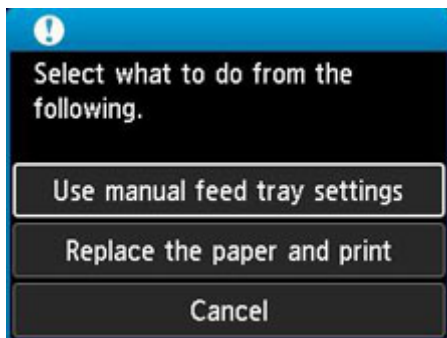 Select what to do from the
following.
Use manual feed tray settings
Replace the paper and print
Cancel